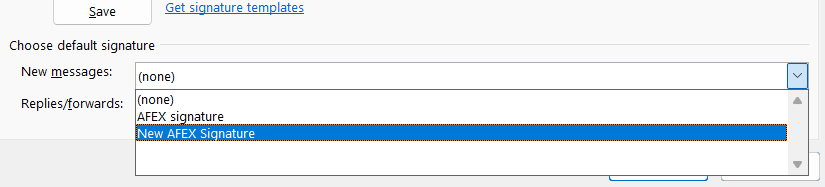 Save
Get signature templates
Choose default signature
New messages:
(none)
Replies/forwards:
(none)
AFEX signature
New AFEX Signature